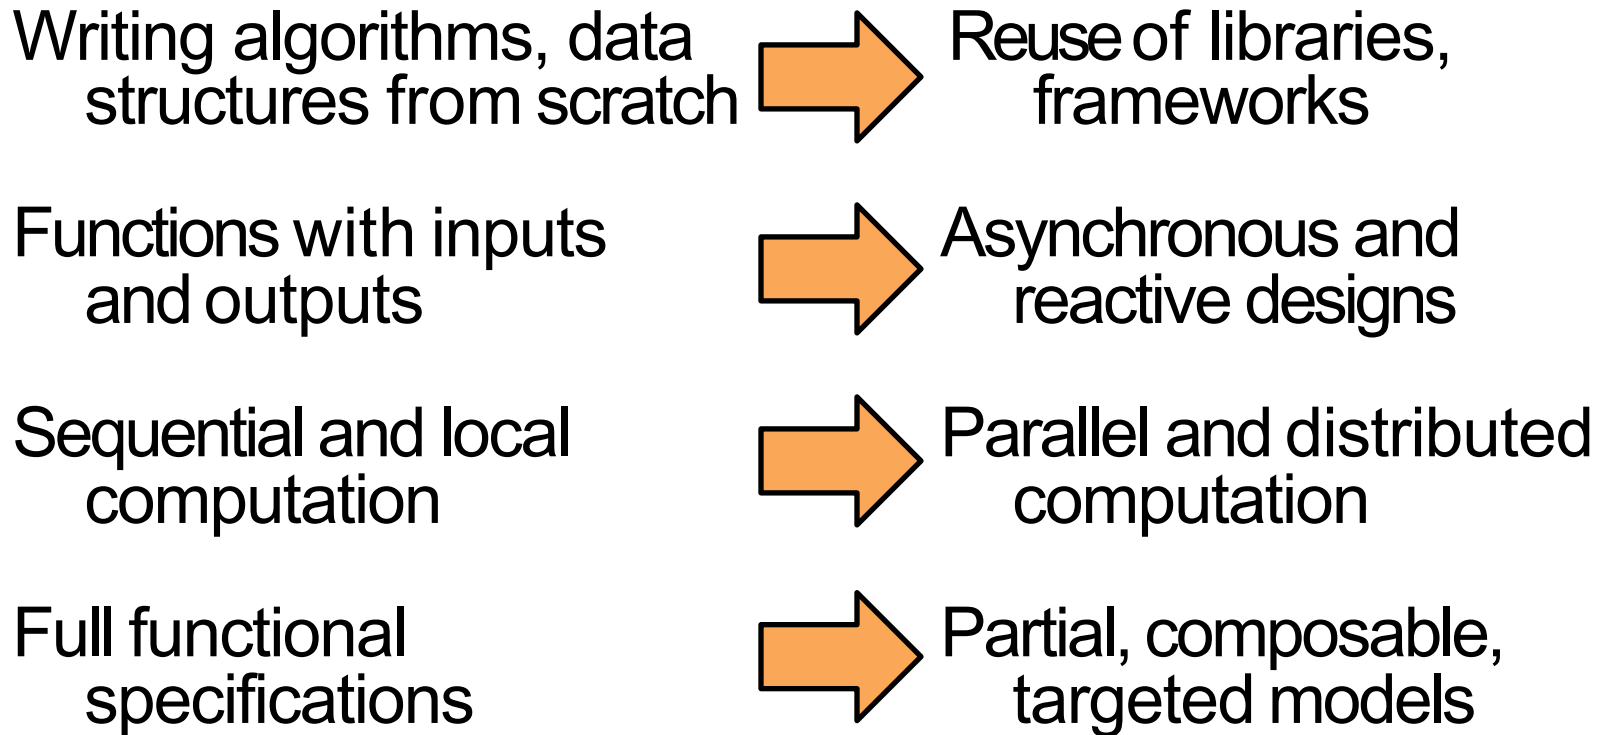 Writing algorithms, data
structures from scratch
Reuse of libraries,
frameworks
Functions with inputs
and outputs
Asynchronous and
reactive designs
Sequential and local
computation
Parallel and distributed
computation
Full functional
specifications
Partial, composable,
targeted models